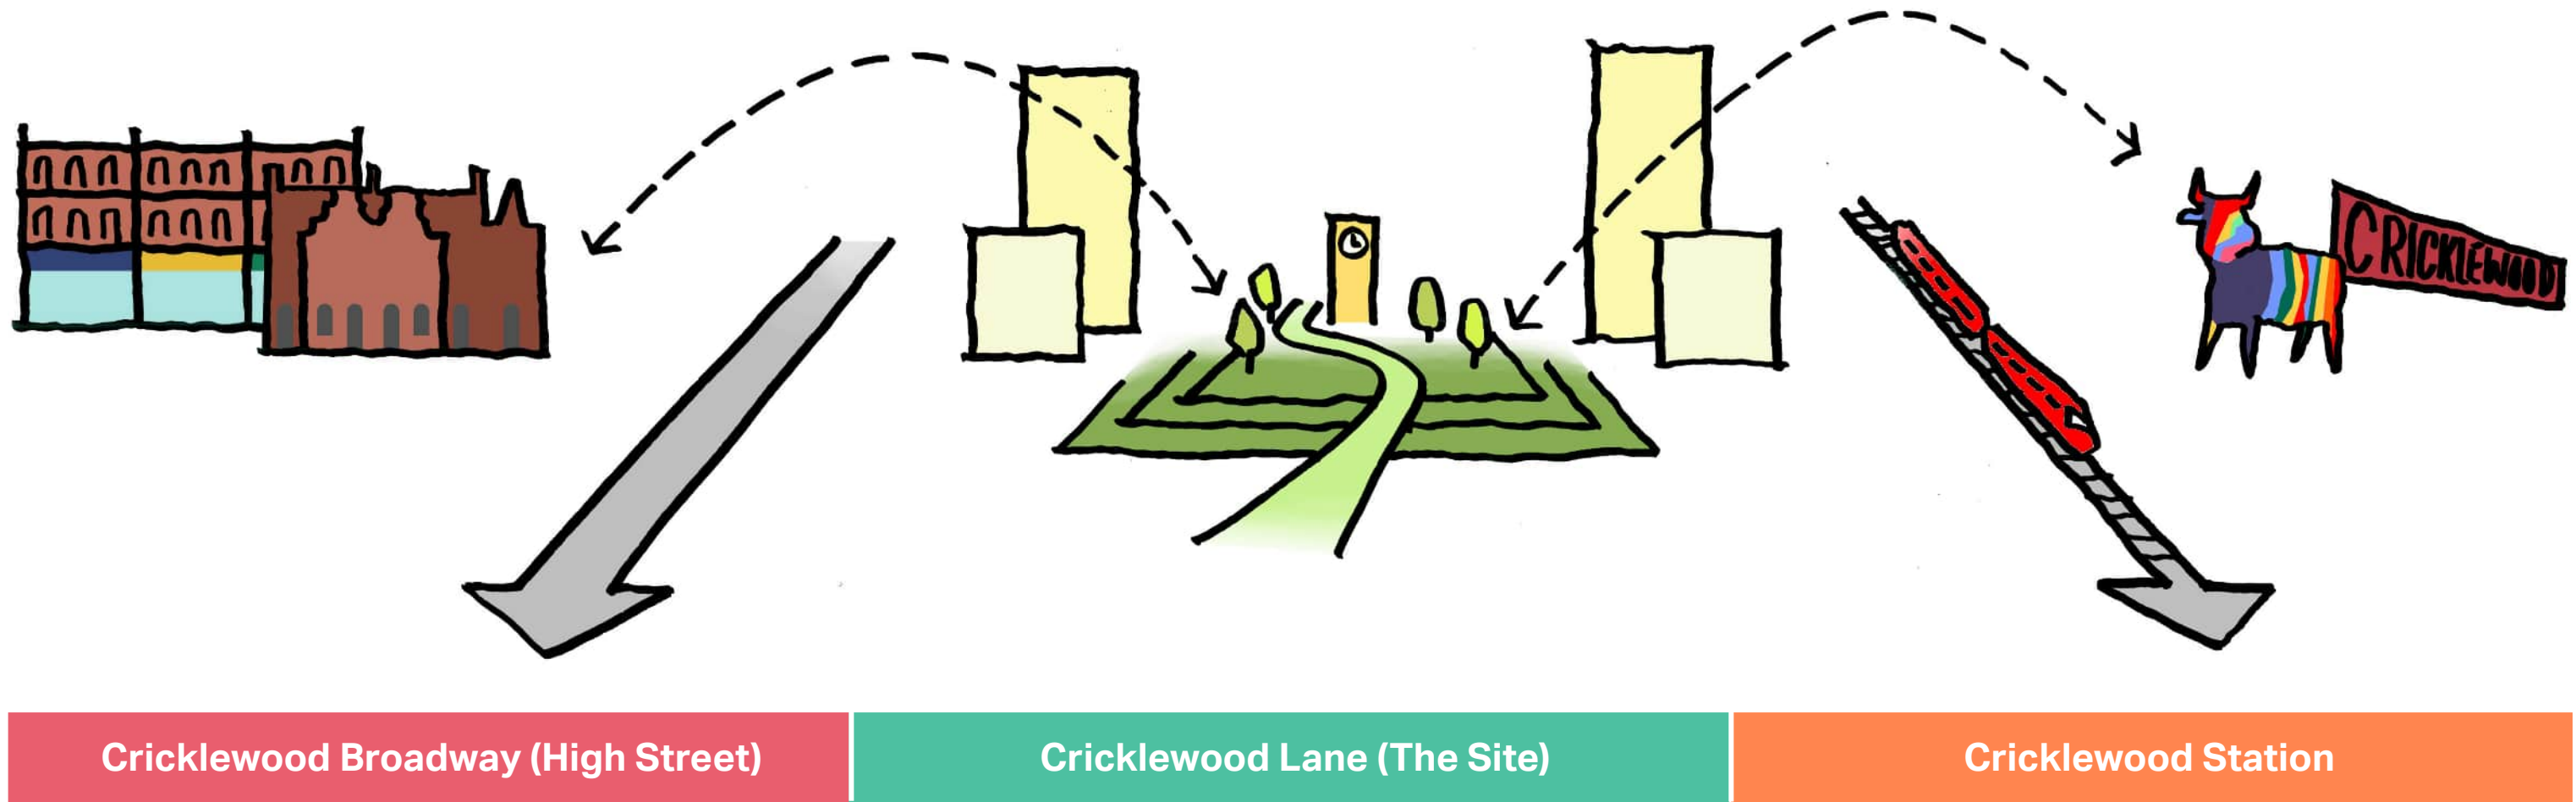 CRICKLEWOOD
Cricklewood Broadway (High Street)
Cricklewood Lane (The Site)
Cricklewood Station